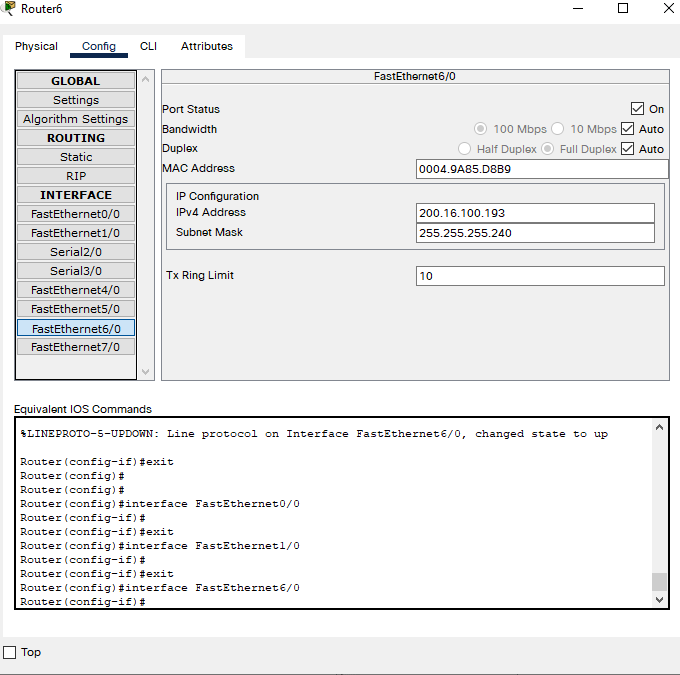 Router6
Physical Config CLI Attributes
GLOBAL
Settings
Algorithm Settings
ROUTING
Static
RIP
INTERFACE
FastEthernet0/0
FastEthernet1/0
Serial2/0
Serial3/0
FastEthernet4/0
FastEthernet5/0
FastEthernet6/0
FastEthernet7/0
FastEthernet6/0
Port Status On
Bandwidth 100 Mbps 10 Mbps Auto
Duplex Half Duplex Full Duplex Auto
MAC Address 0004.9A85.D8B9
IP Configuration
IPv4 Address 200.16.100.193
Subnet Mask 255.255.255.240
Tx Ring Limit 10
Equivalent IOS Commands
%LINEPROTO-5-UPDOWN: Line protocol on Interface FastEthernet6/0, changed state to up
Router(config-if)#exit
Router(config)#
Router(config)#
Router(config)#interface FastEthernet0/0
Router(config-if)#
Router(config-if)#exit
Router(config)#interface FastEthernet1/0
Router(config-if)#
Router(config-if)#exit
Router(config)#interface FastEthernet6/0
Router(config-if)#
Top